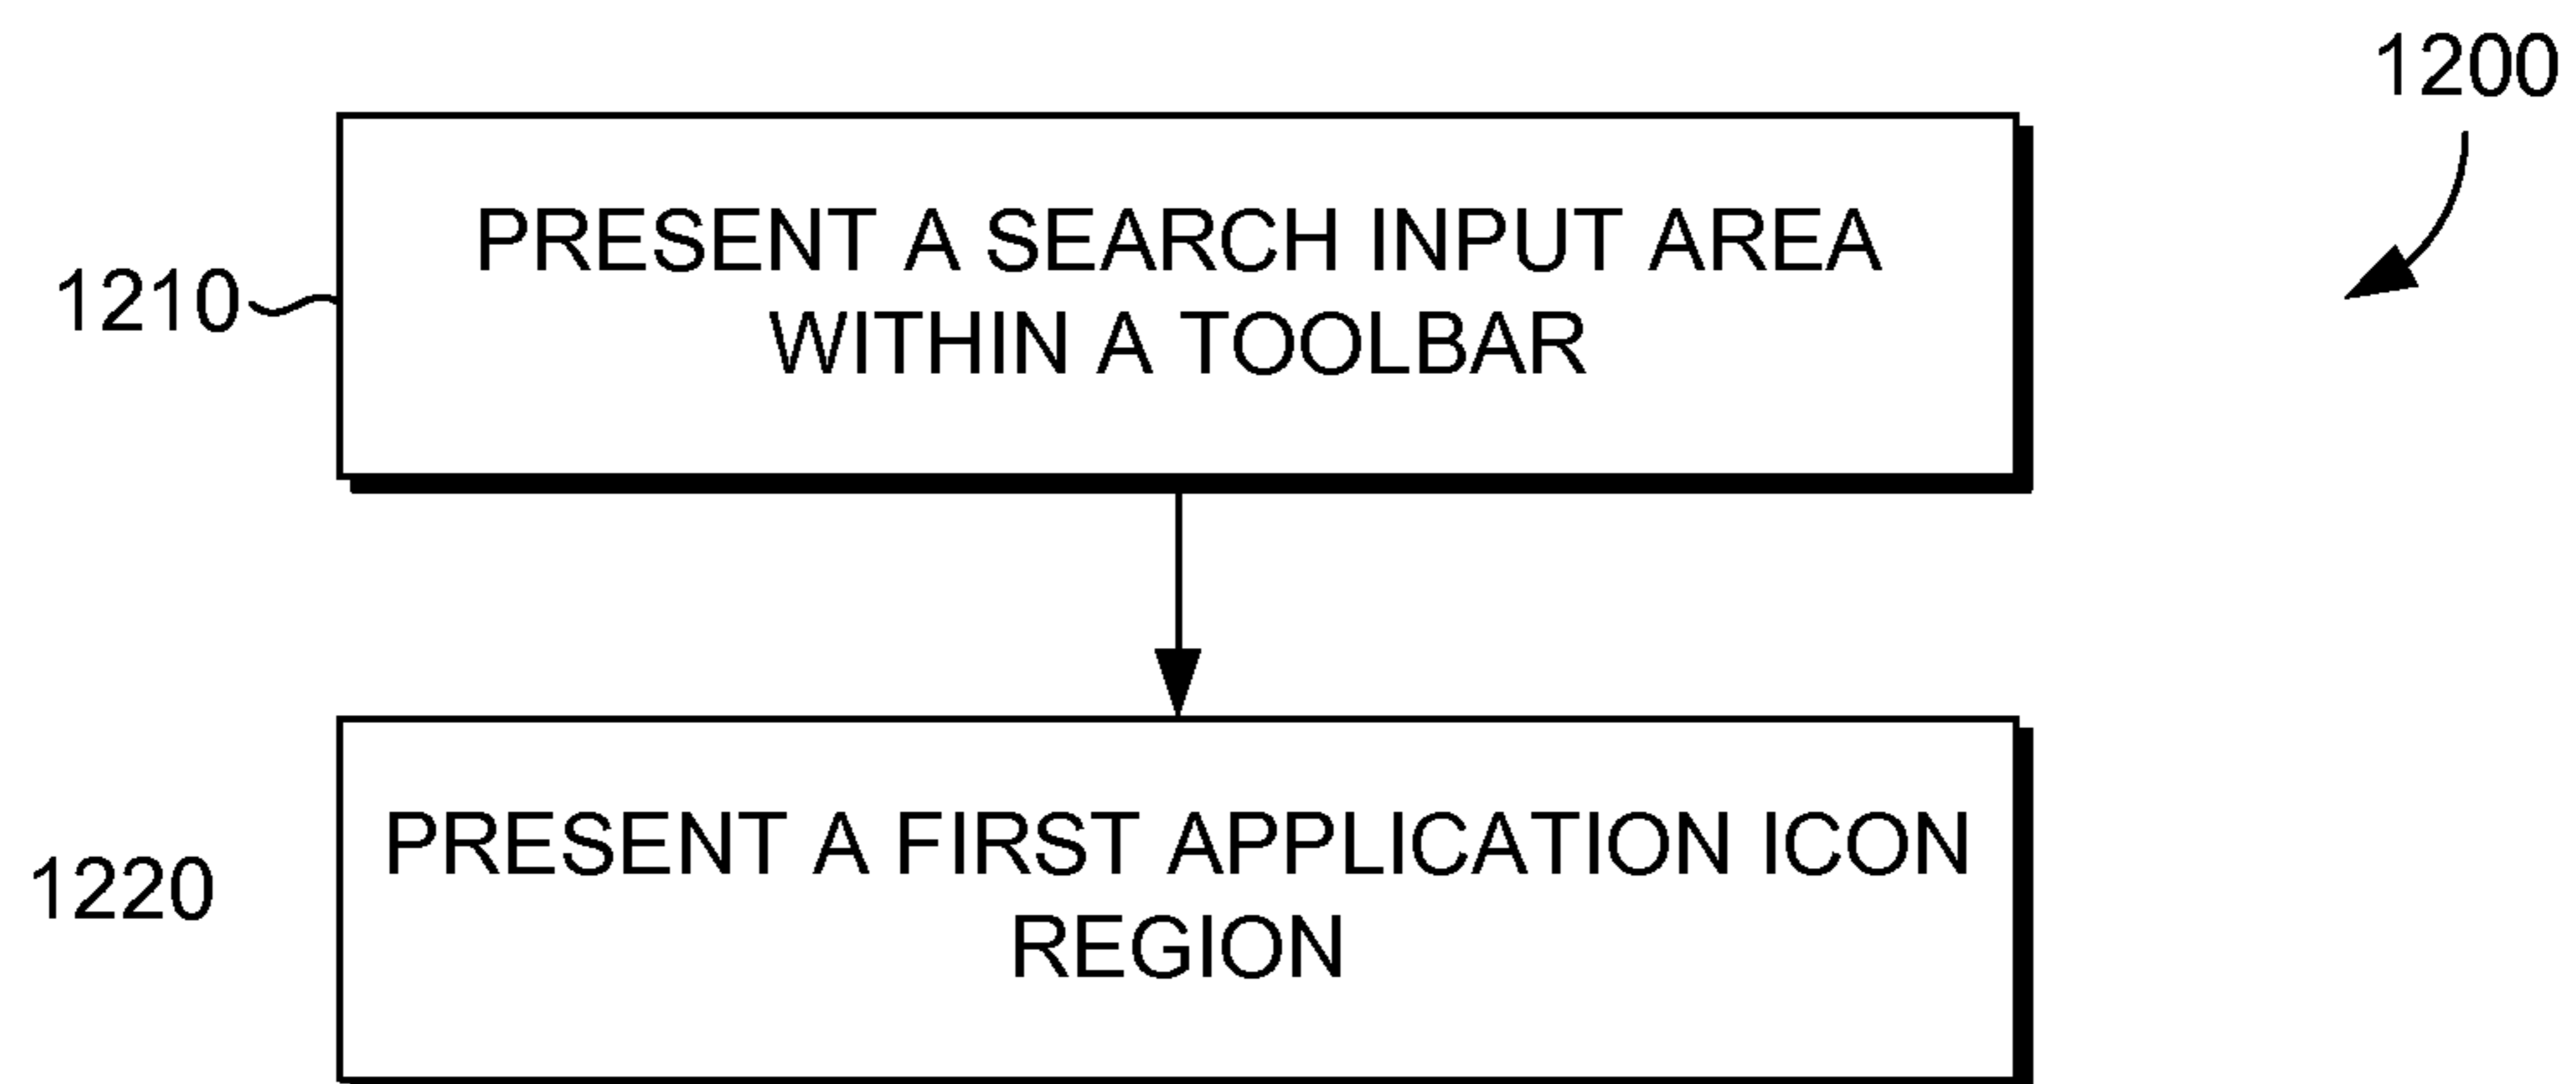 1200
PRESENT A SEARCH INPUT AREA
WITHIN A TOOLBAR
1210
PRESENT A FIRST APPLICATION ICON
REGION
1220